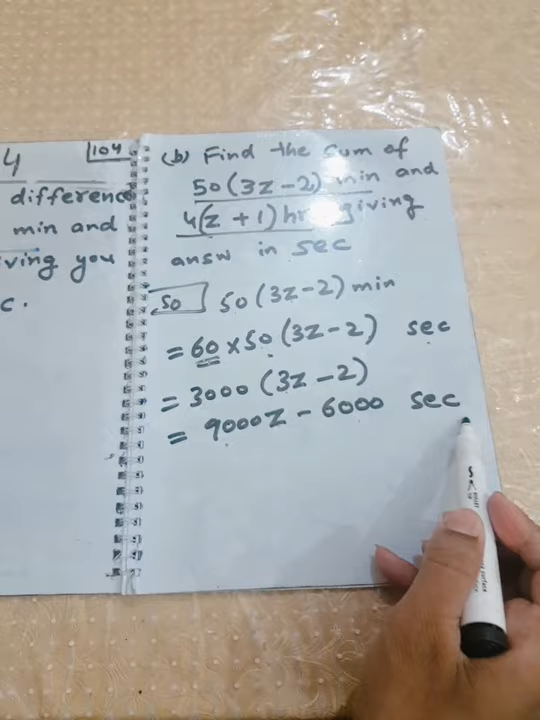 4
difference
min and
iving you
c.
104
(b) Find the sum of
50(3z-2) min and
4(z+1) hr giving
answ in sec
50 50(3z-2) min
= 60 x 50 (3z-2) sec
= 3000 (3z-2)
= 9000z - 6000 sec